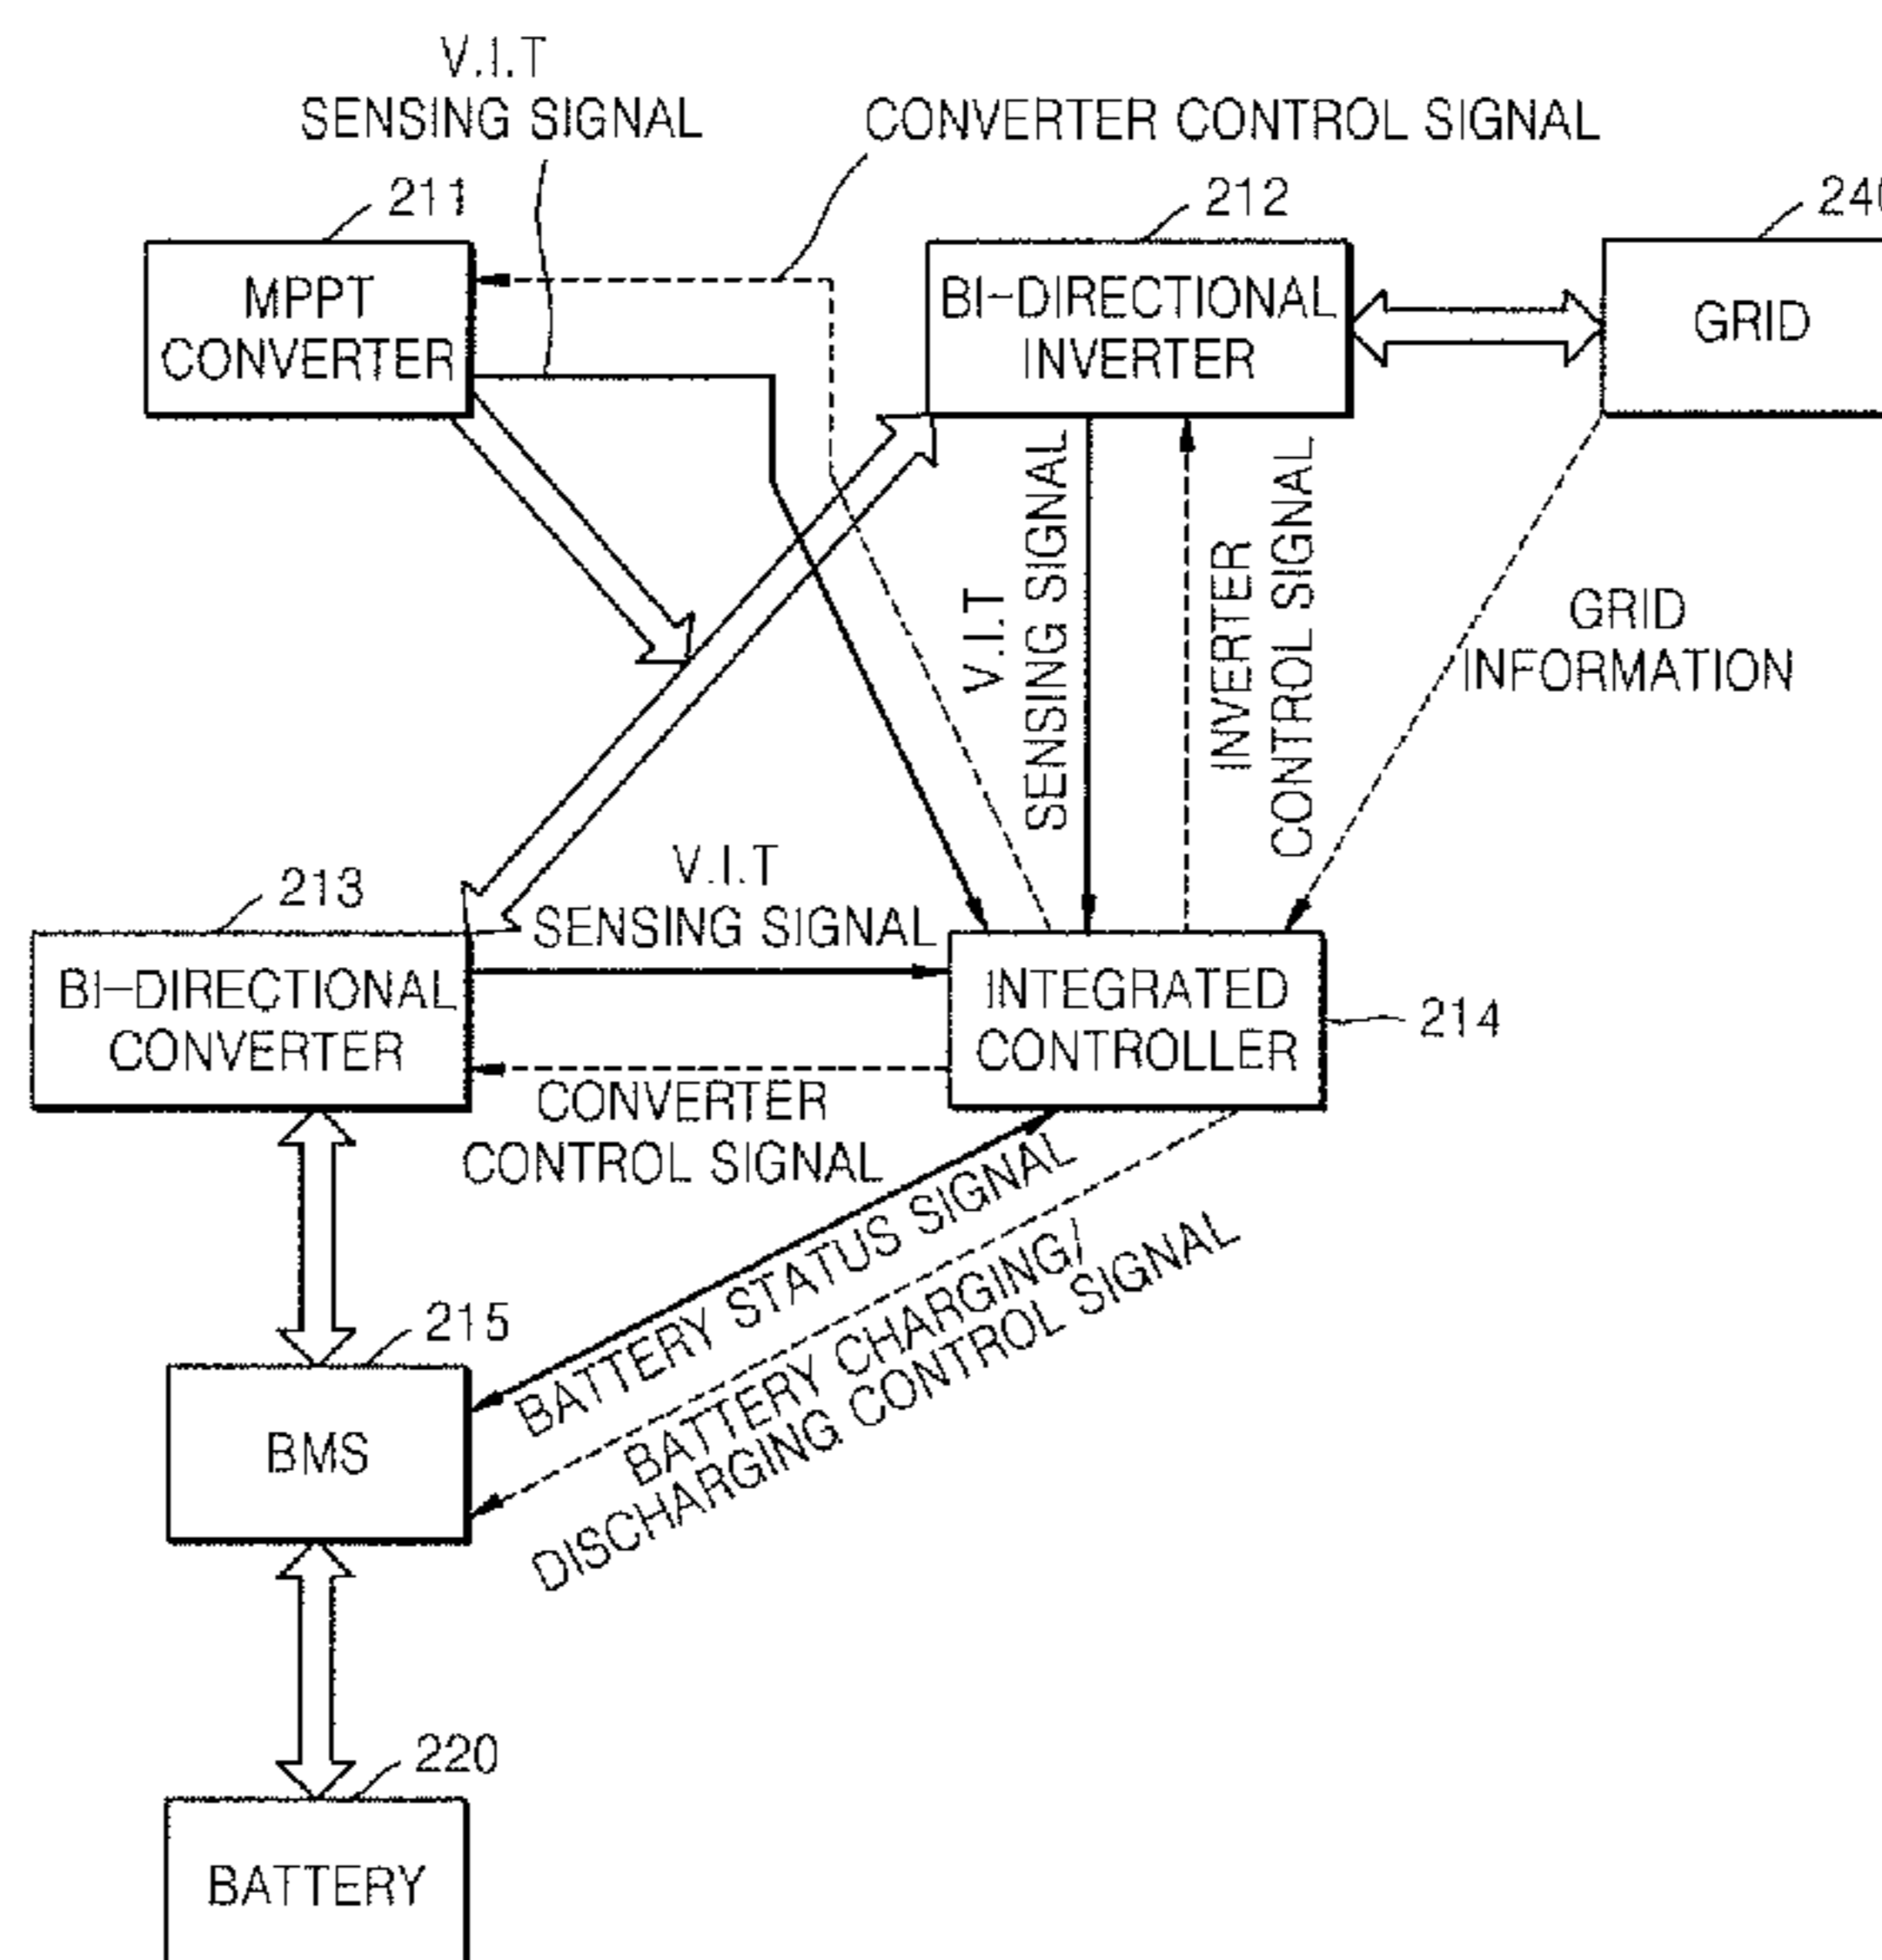 V.I.T
SENSING SIGNAL
CONVERTER CONTROL SIGNAL
211
212
MPPT
CONVERTER
BI-DIRECTIONAL
INVERTER
GRID
V.I.T
SENSING SIGNAL
INVERTER
CONTROL SIGNAL
GRID
INFORMATION
213
V.I.T
SENSING SIGNAL
BI-DIRECTIONAL
CONVERTER
INTEGRATED
CONTROLLER
214
CONVERTER
CONTROL SIGNAL
BATTERY STATUS SIGNAL
BATTERY CHARGING/
DISCHARGING CONTROL SIGNAL
215
BMS
220
BATTERY